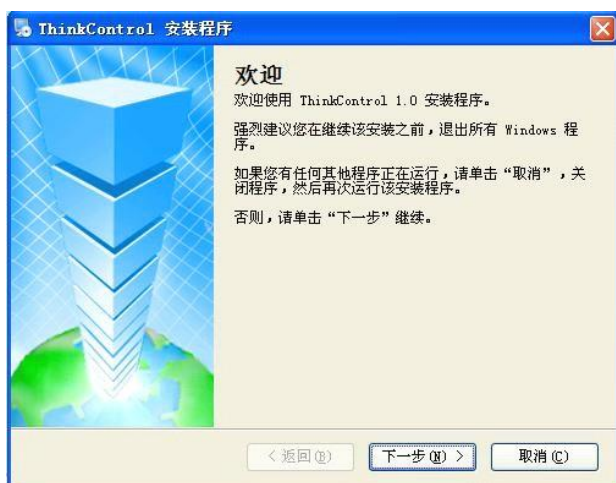 ThinkControl 安装程序
欢迎
欢迎使用 ThinkControl 1.0 安装程序。
强烈建议您在继续该安装之前，退出所有 Windows 程
序。
如果您有任何其他程序正在运行，请单击“取消”，关
闭程序，然后再次运行该安装程序。
否则，请单击“下一步”继续。
< 返回(B)
下一步(N) >
取消(C)